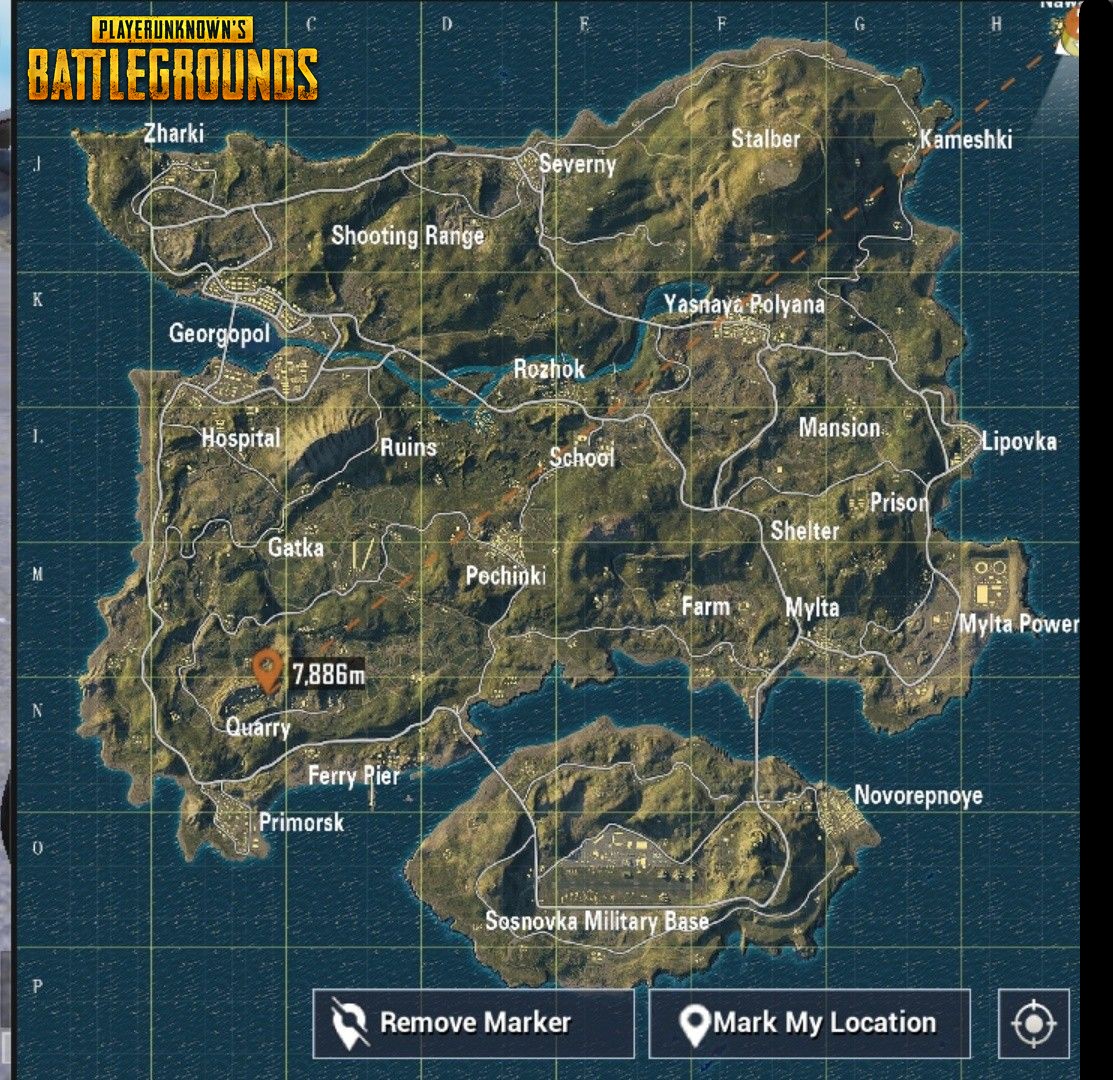 Naw
C D E F G H
PLAYERUNKNOWN'S
BATTLEGROUNDS
Zharki
Stalber
Kameshki
J
Severny
Shooting Range
K
Yasnaya Polyana
Georgopol
Rozhok
Mansion
L
Hospital
Ruins
Lipovka
School
Prison
Shelter
Gatka
M
Pochinki
Farm
Mylta
Mylta Power
7,886m
N
Quarry
Ferry Pier
Novorepnoye
Primorsk
O
Sosnovka Military Base
P
Remove Marker
Mark My Location